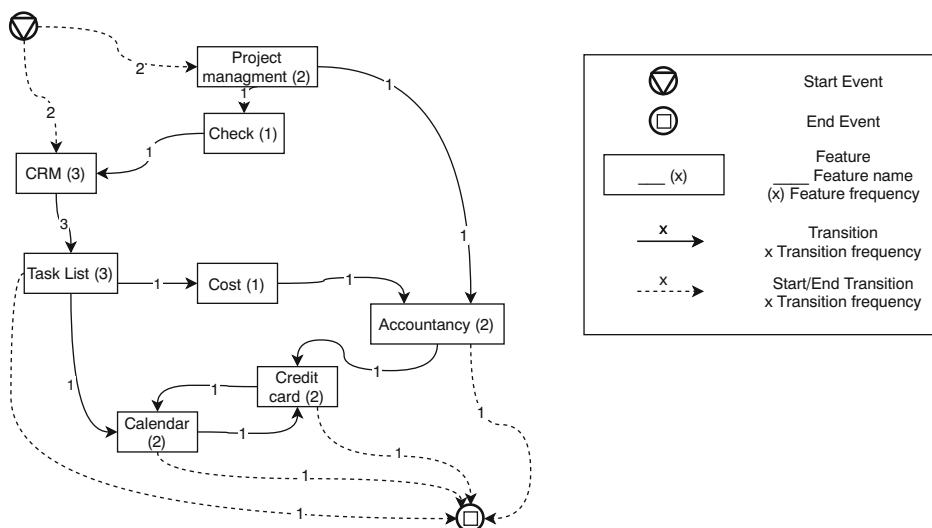 2
2
Project
managment (2)
1
1
Check (1)
1
CRM (3)
3
1
Task List (3)
1
Cost (1)
1
Accountancy (2)
1
1
Credit
card (2)
1
1
Calendar
(2)
1
1
1
1
1
Start Event
End Event
___ (x)
Feature
____ Feature name
(x) Feature frequency
x
Transition
x Transition frequency
x
Start/End Transition
x Transition frequency